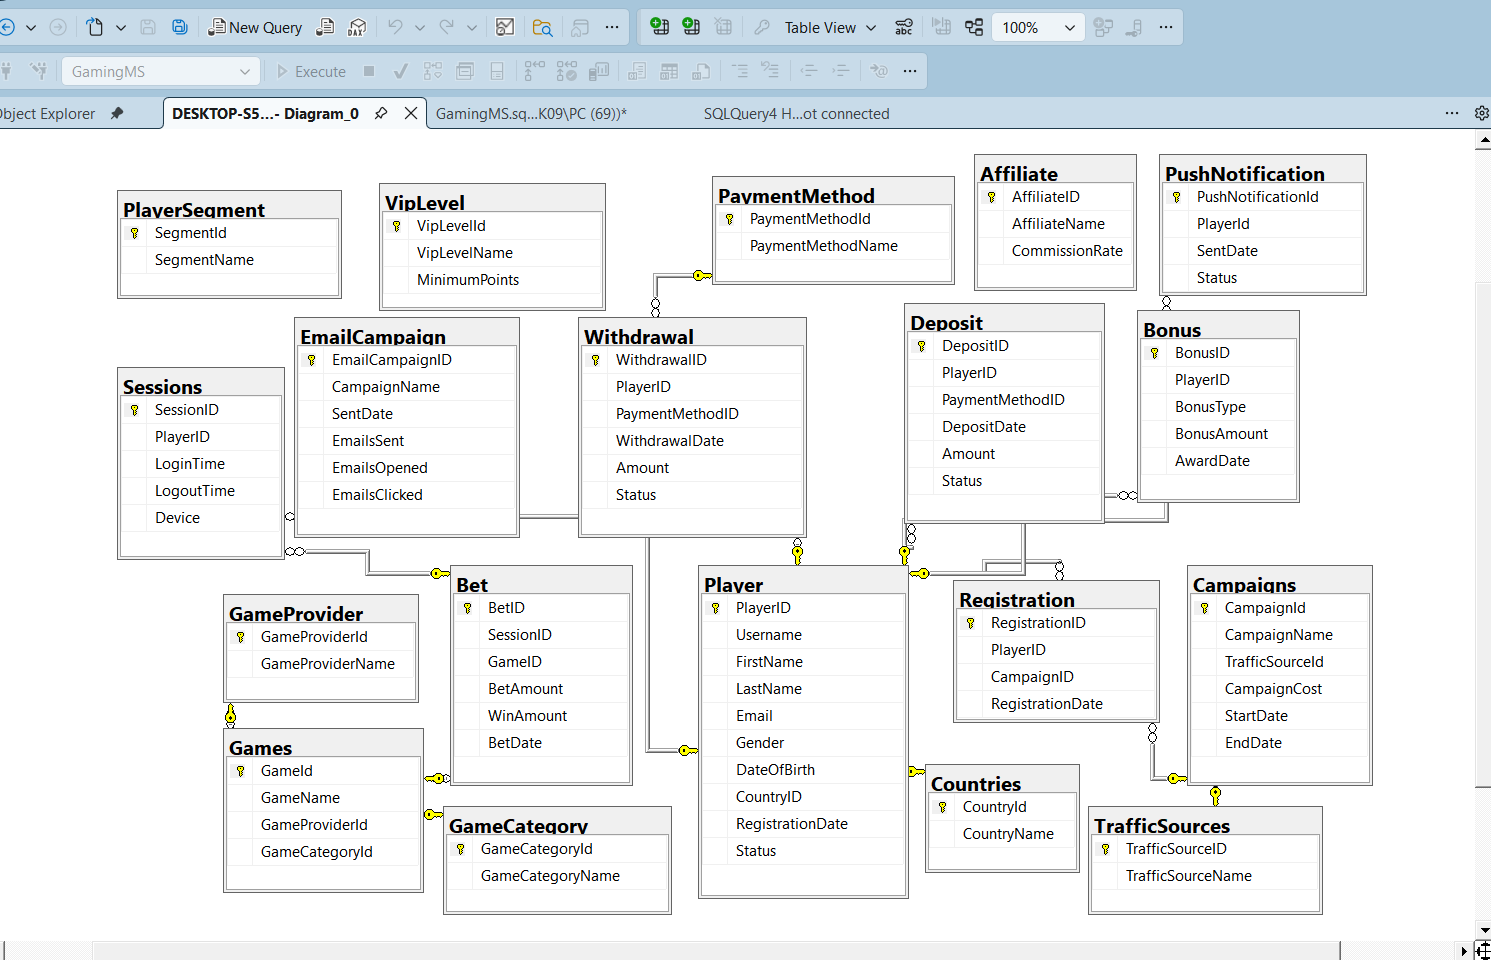 New Query
DAX
Table View
abc
100%
GamingMS
Execute
bject Explorer
DESKTOP-S5...- Diagram_0
GamingMS.sq...K09\PC (69))*
SQLQuery4 H...ot connected
PlayerSegment
SegmentId
SegmentName
VipLevel
VipLevelId
VipLevelName
MinimumPoints
PaymentMethod
PaymentMethodId
PaymentMethodName
Affiliate
AffiliateID
AffiliateName
CommissionRate
PushNotification
PushNotificationId
PlayerId
SentDate
Status
Sessions
SessionID
PlayerID
LoginTime
LogoutTime
Device
EmailCampaign
EmailCampaignID
CampaignName
SentDate
EmailsSent
EmailsOpened
EmailsClicked
Withdrawal
WithdrawalID
PlayerID
PaymentMethodID
WithdrawalDate
Amount
Status
Deposit
DepositID
PlayerID
PaymentMethodID
DepositDate
Amount
Status
Bonus
BonusID
PlayerID
BonusType
BonusAmount
AwardDate
GameProvider
GameProviderId
GameProviderName
Bet
BetID
SessionID
GameID
BetAmount
WinAmount
BetDate
Player
PlayerID
Username
FirstName
LastName
Email
Gender
DateOfBirth
CountryID
RegistrationDate
Status
Registration
RegistrationID
PlayerID
CampaignID
RegistrationDate
Campaigns
CampaignId
CampaignName
TrafficSourceId
CampaignCost
StartDate
EndDate
Games
GameId
GameName
GameProviderId
GameCategoryId
GameCategory
GameCategoryId
GameCategoryName
Countries
CountryId
CountryName
TrafficSources
TrafficSourceID
TrafficSourceName